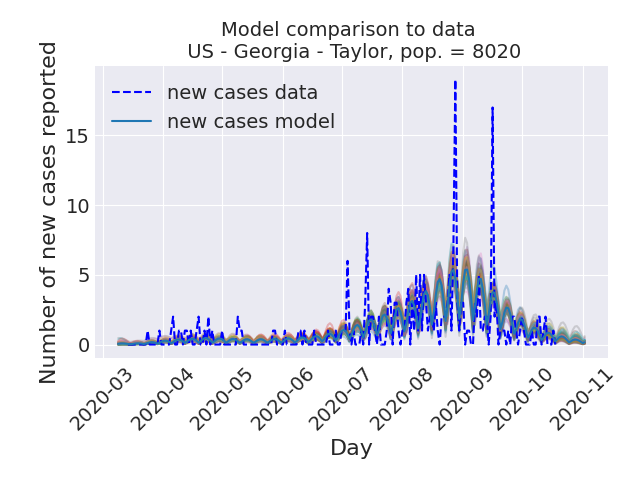 Model comparison to data
US - Georgia - Taylor, pop. = 8020
new cases data
new cases model
Number of new cases reported
15
10
5
0
2020-03
2020-04
2020-05
2020-06
2020-07
2020-08
2020-09
2020-10
2020-11
Day